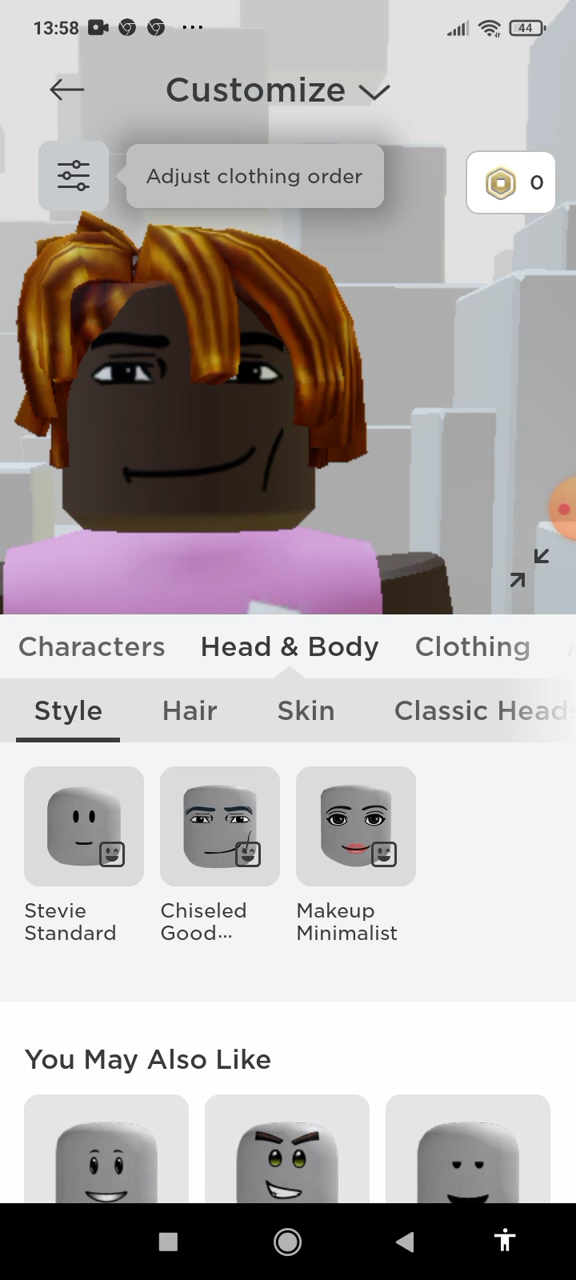 13:58
44
Customize
Adjust clothing order
0
Characters Head & Body Clothing
Style Hair Skin Classic Heads
Stevie Standard
Chiseled Good...
Makeup Minimalist
You May Also Like